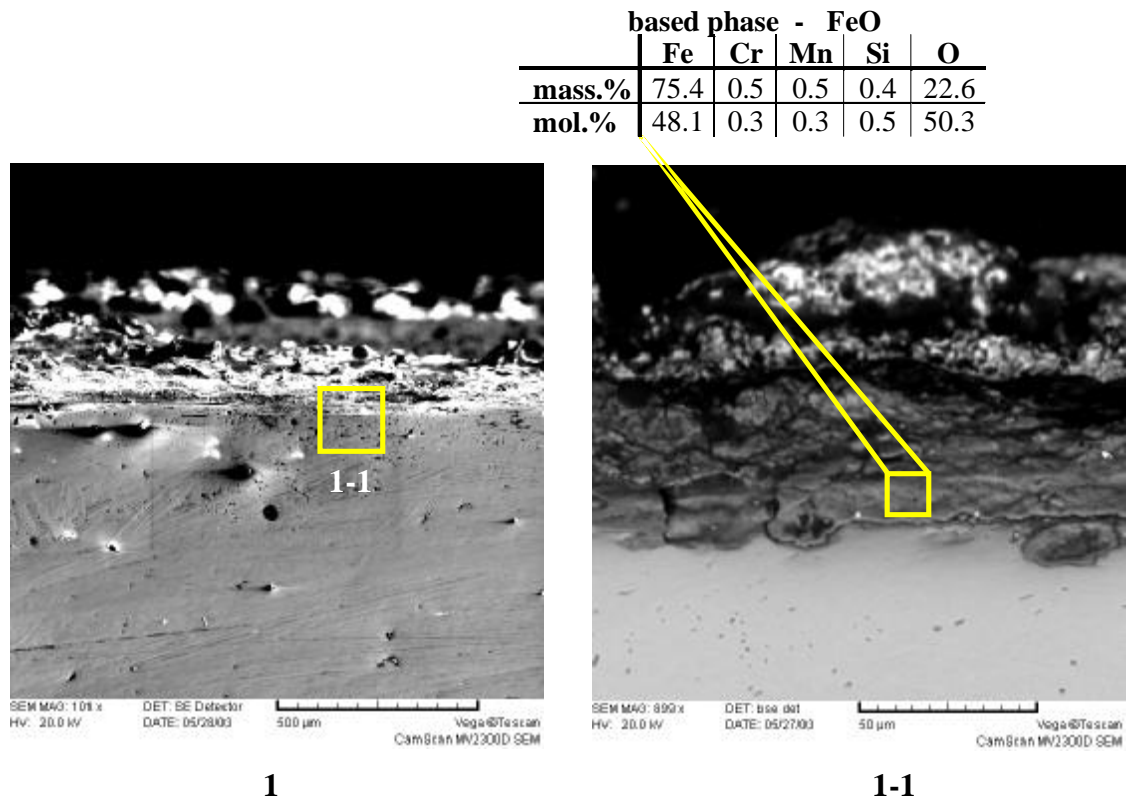 based phase - FeO
Fe Cr Mn Si O
mass.% 75.4 0.5 0.5 0.4 22.6
mol.% 48.1 0.3 0.3 0.5 50.3
1-1
SEM MAG: 101 x DET: BE Detector
HV: 20.0 kV DATE: 05/28/03 500 µm Vega ©Tescan
CamScan MV2300D SEM
SEM MAG: 899 x DET: bse det
HV: 20.0 kV DATE: 05/27/03 50 µm Vega ©Tescan
CamScan MV2300D SEM
1 1-1